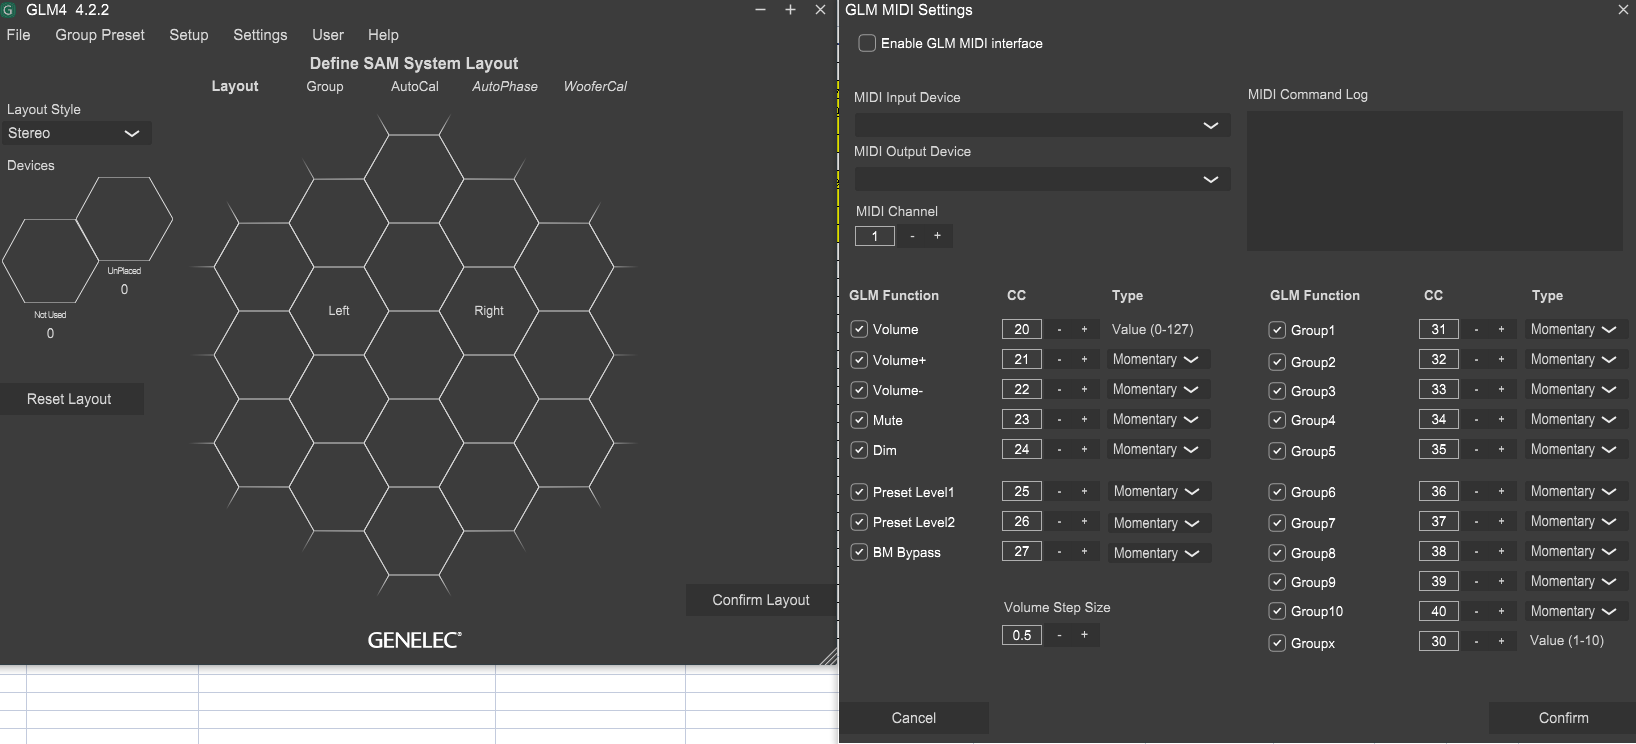 G GLM4 4.2.2
File Group Preset Setup Settings User Help
Define SAM System Layout
Layout Group AutoCal AutoPhase WooferCal
Layout Style
Stereo
Devices
UnPlaced
0
Not Used
0
Left Right
Reset Layout
Confirm Layout
GENELEC®
GLM MIDI Settings
Enable GLM MIDI interface
MIDI Input Device
MIDI Output Device
MIDI Channel
1 - +
MIDI Command Log
GLM Function CC Type
Volume 20 - + Value (0-127)
Volume+ 21 - + Momentary
Volume- 22 - + Momentary
Mute 23 - + Momentary
Dim 24 - + Momentary
Preset Level1 25 - + Momentary
Preset Level2 26 - + Momentary
BM Bypass 27 - + Momentary
Volume Step Size
0.5 - +
GLM Function CC Type
Group1 31 - + Momentary
Group2 32 - + Momentary
Group3 33 - + Momentary
Group4 34 - + Momentary
Group5 35 - + Momentary
Group6 36 - + Momentary
Group7 37 - + Momentary
Group8 38 - + Momentary
Group9 39 - + Momentary
Group10 40 - + Momentary
Groupx 30 - + Value (1-10)
Cancel Confirm